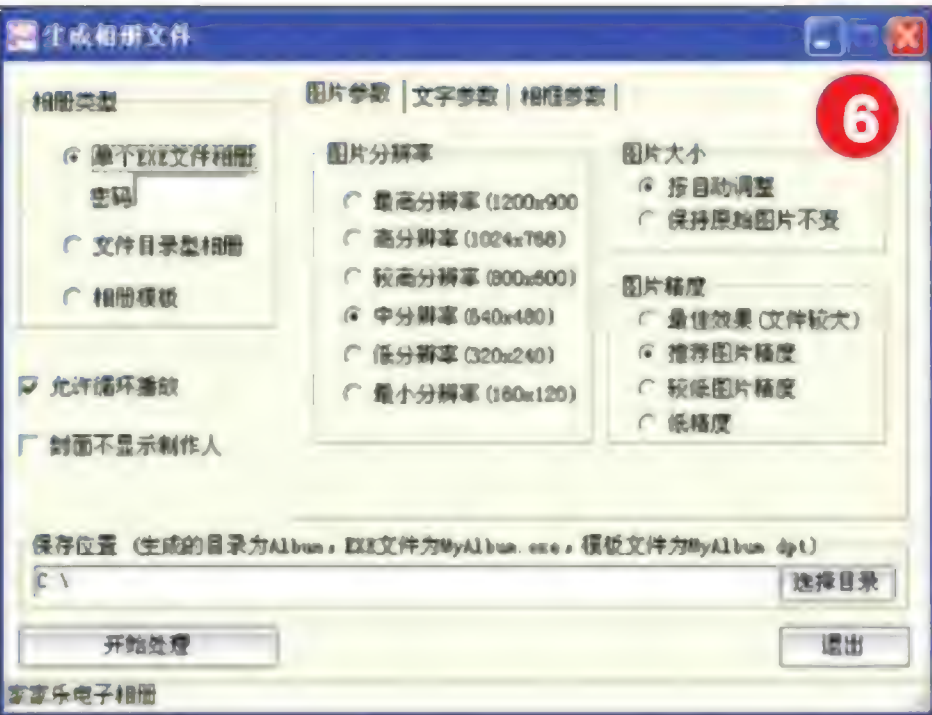 生成相册文件
6
相册类型
单个EXE文件相册
密码
文件目录型相册
相册模板
允许循环播放
封面不显示制作人
图片参数
文字参数
相框参数
图片分辨率
最高分辨率(1200x900
高分辨率(1024x768)
较高分辨率(800x600)
中分辨率(640x480)
低分辨率(320x240)
最小分辨率(160x120)
图片大小
按自动调整
保持原始图片不变
图片精度
最佳效果(文件较大)
推荐图片精度
较低图片精度
低精度
保存位置 (生成的目录为Album，EXE文件为MyAlbum.exe，模板文件为MyAlbum.dpt)
C:\
选择目录
开始处理
退出
家家乐电子相册